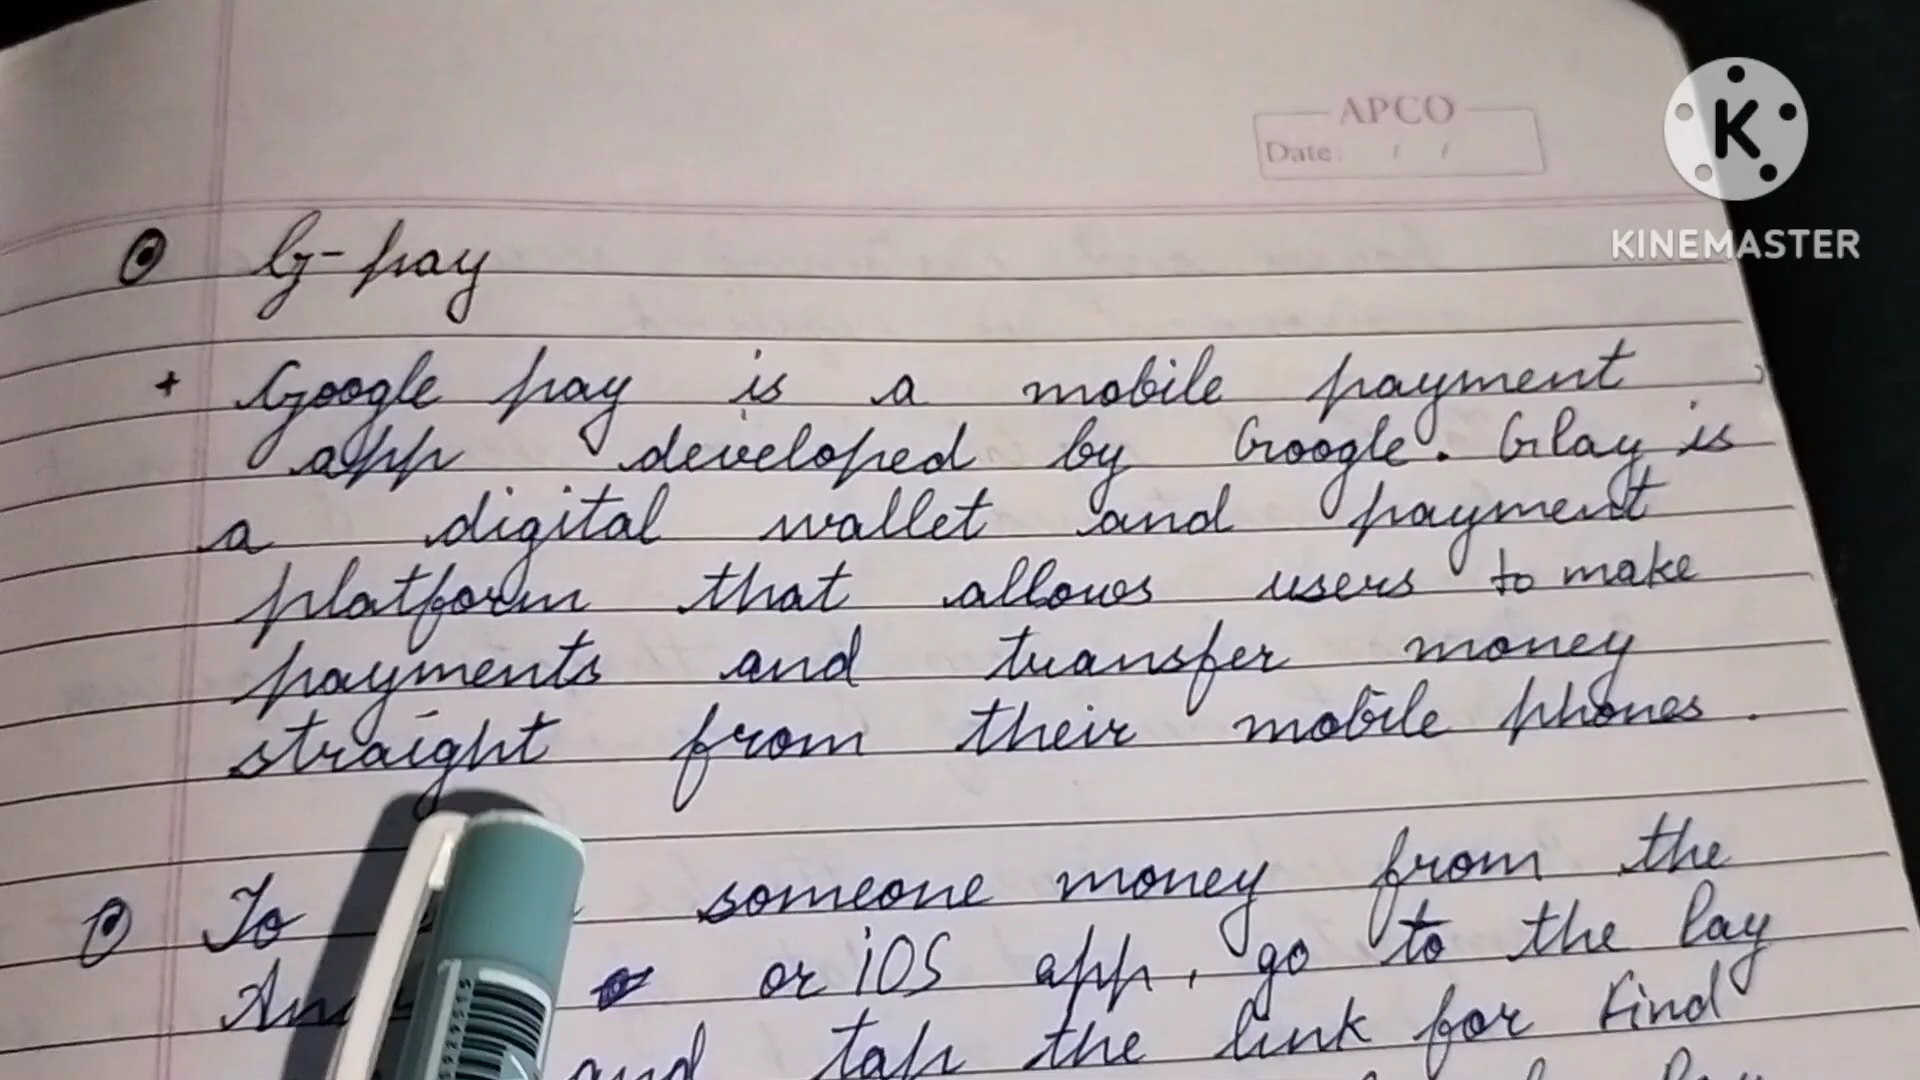 APCO
Date: / /
K
KINEMASTER
G-pay
+ Google pay is a mobile payment
app developed by Google. GPay is
a digital wallet and payment
platform that allows users to make
payments and transfer money
straight from their mobile phones.
To someone money from the
or iOS app, go to the Pay
and tap the link for Find